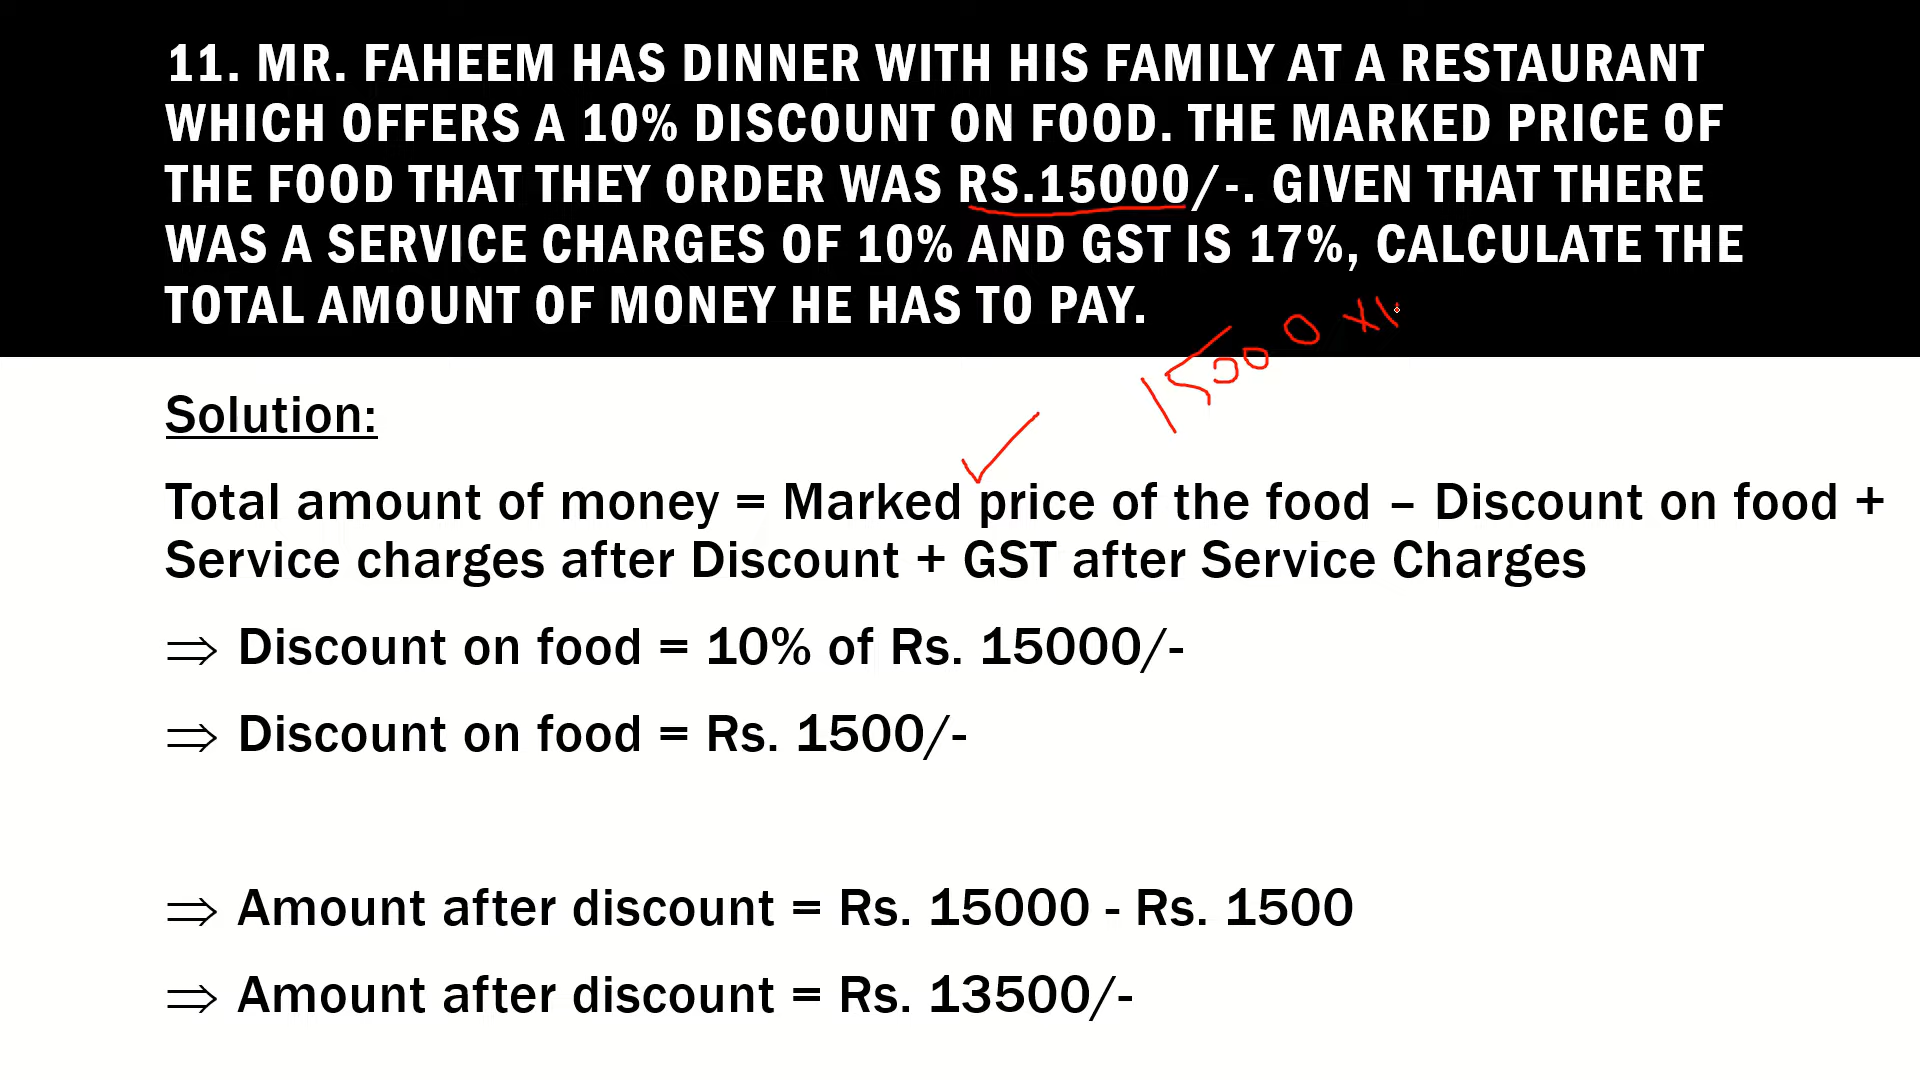 11. MR. FAHEEM HAS DINNER WITH HIS FAMILY AT A RESTAURANT
WHICH OFFERS A 10% DISCOUNT ON FOOD. THE MARKED PRICE OF
THE FOOD THAT THEY ORDER WAS RS.15000/-. GIVEN THAT THERE
WAS A SERVICE CHARGES OF 10% AND GST IS 17%, CALCULATE THE
TOTAL AMOUNT OF MONEY HE HAS TO PAY.
15000 x1
Solution:
Total amount of money = Marked price of the food – Discount on food +
Service charges after Discount + GST after Service Charges
⇒ Discount on food = 10% of Rs. 15000/-
⇒ Discount on food = Rs. 1500/-
⇒ Amount after discount = Rs. 15000 - Rs. 1500
⇒ Amount after discount = Rs. 13500/-